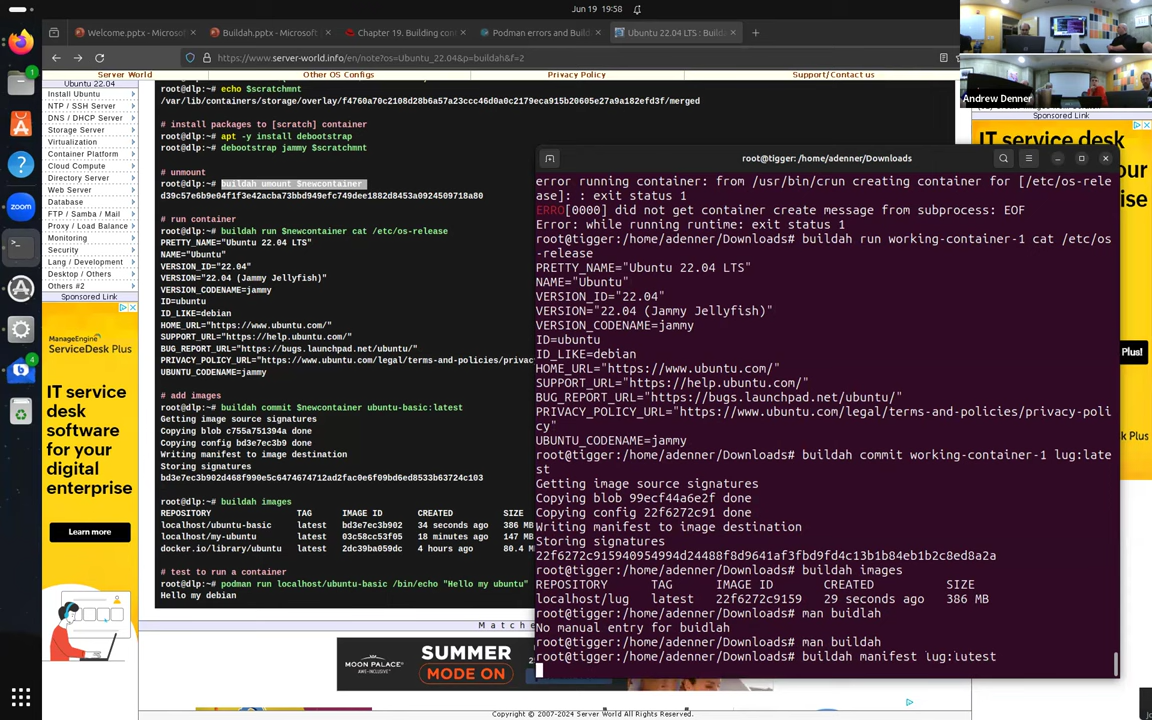 Jun 19 19:58
Welcome.pptx
Buildah.pptx
Chapter 19. Building con
Podman errors and Build
Ubuntu 22.04 LTS : Build
https://www.server-world.info/en/note?os=Ubuntu_22.04&p=buildah&f=2
Andrew Denner
Server World
Other OS Configs
Privacy Policy
Support/Contact us
Ubuntu 22.04
Install Ubuntu
NTP / SSH Server
DNS / DHCP Server
Storage Server
Virtualization
Container Platform
Cloud Compute
Directory Server
Web Server
Database
FTP / Samba / Mail
Proxy / Load Balance
Monitoring
Security
Lang / Development
Desktop / Others
Others #2
Sponsored Link
ManageEngine
ServiceDesk Plus
IT service
desk
software
for your
digital
enterprise
Learn more
root@dlp:~# echo $scratchmnt
/var/lib/containers/storage/overlay/f4760a70c2108d28b6a57a23ccc46d0a0c2179eca915b20605e27a9a182efd3f/merged
# install packages to [scratch] container
root@dlp:~# apt -y install debootstrap
root@dlp:~# debootstrap jammy $scratchmnt
# unmount
root@dlp:~# buildah umount $newcontainer
d39c57e6b9e04f1f3e42acba73bbd949efc749dee1882d8453a0924509718a80
# run container
root@dlp:~# buildah run $newcontainer cat /etc/os-release
PRETTY_NAME="Ubuntu 22.04 LTS"
NAME="Ubuntu"
VERSION_ID="22.04"
VERSION="22.04 (Jammy Jellyfish)"
VERSION_CODENAME=jammy
ID=ubuntu
ID_LIKE=debian
HOME_URL="https://www.ubuntu.com/"
SUPPORT_URL="https://help.ubuntu.com/"
BUG_REPORT_URL="https://bugs.launchpad.net/ubuntu/"
PRIVACY_POLICY_URL="https://www.ubuntu.com/legal/terms-and-policies/privac
UBUNTU_CODENAME=jammy
# add images
root@dlp:~# buildah commit $newcontainer ubuntu-basic:latest
Getting image source signatures
Copying blob c755a751394a done
Copying config bd3e7ec3b9 done
Writing manifest to image destination
Storing signatures
bd3e7ec3b902d468f990e5c6474674712ad2fac0e6f09bd6ed8533b63724c103
root@dlp:~# buildah images
REPOSITORY TAG IMAGE ID CREATED SIZE
localhost/ubuntu-basic latest bd3e7ec3b902 34 seconds ago 386 MB
localhost/my-ubuntu latest 03c58cc53f05 18 minutes ago 147 MB
docker.io/library/ubuntu latest 2dc39ba059dc 4 hours ago 80.4 M
# test to run a container
root@dlp:~# podman run localhost/ubuntu-basic /bin/echo "Hello my ubuntu"
Hello my debian
Matche
MOON PALACE
SUMMER
MODE ON
Copyright © 2007-2024 Server World All Rights Reserved.
root@tigger: /home/adenner/Downloads
error running container: from /usr/bin/crun creating container for [/etc/os-rele
ase]: : exit status 1
ERRO[0000] did not get container create message from subprocess: EOF
Error: while running runtime: exit status 1
root@tigger:/home/adenner/Downloads# buildah run working-container-1 cat /etc/os
-release
PRETTY_NAME="Ubuntu 22.04 LTS"
NAME="Ubuntu"
VERSION_ID="22.04"
VERSION="22.04 (Jammy Jellyfish)"
VERSION_CODENAME=jammy
ID=ubuntu
ID_LIKE=debian
HOME_URL="https://www.ubuntu.com/"
SUPPORT_URL="https://help.ubuntu.com/"
BUG_REPORT_URL="https://bugs.launchpad.net/ubuntu/"
PRIVACY_POLICY_URL="https://www.ubuntu.com/legal/terms-and-policies/privacy-poli
cy"
UBUNTU_CODENAME=jammy
root@tigger:/home/adenner/Downloads# buildah commit working-container-1 lug:late
st
Getting image source signatures
Copying blob 99ecf44a6e2f done
Copying config 22f6272c91 done
Writing manifest to image destination
Storing signatures
22f6272c915940954994d24488f8d9641af3fbd9fd4c13b1b84eb1b2c8ed8a2a
root@tigger:/home/adenner/Downloads# buildah images
REPOSITORY TAG IMAGE ID CREATED SIZE
localhost/lug latest 22f6272c9159 29 seconds ago 386 MB
root@tigger:/home/adenner/Downloads# man buidlah
No manual entry for buidlah
root@tigger:/home/adenner/Downloads# man buildah
root@tigger:/home/adenner/Downloads# buildah manifest lug:lutest
Sponsored Link
IT service
desk
Plus!